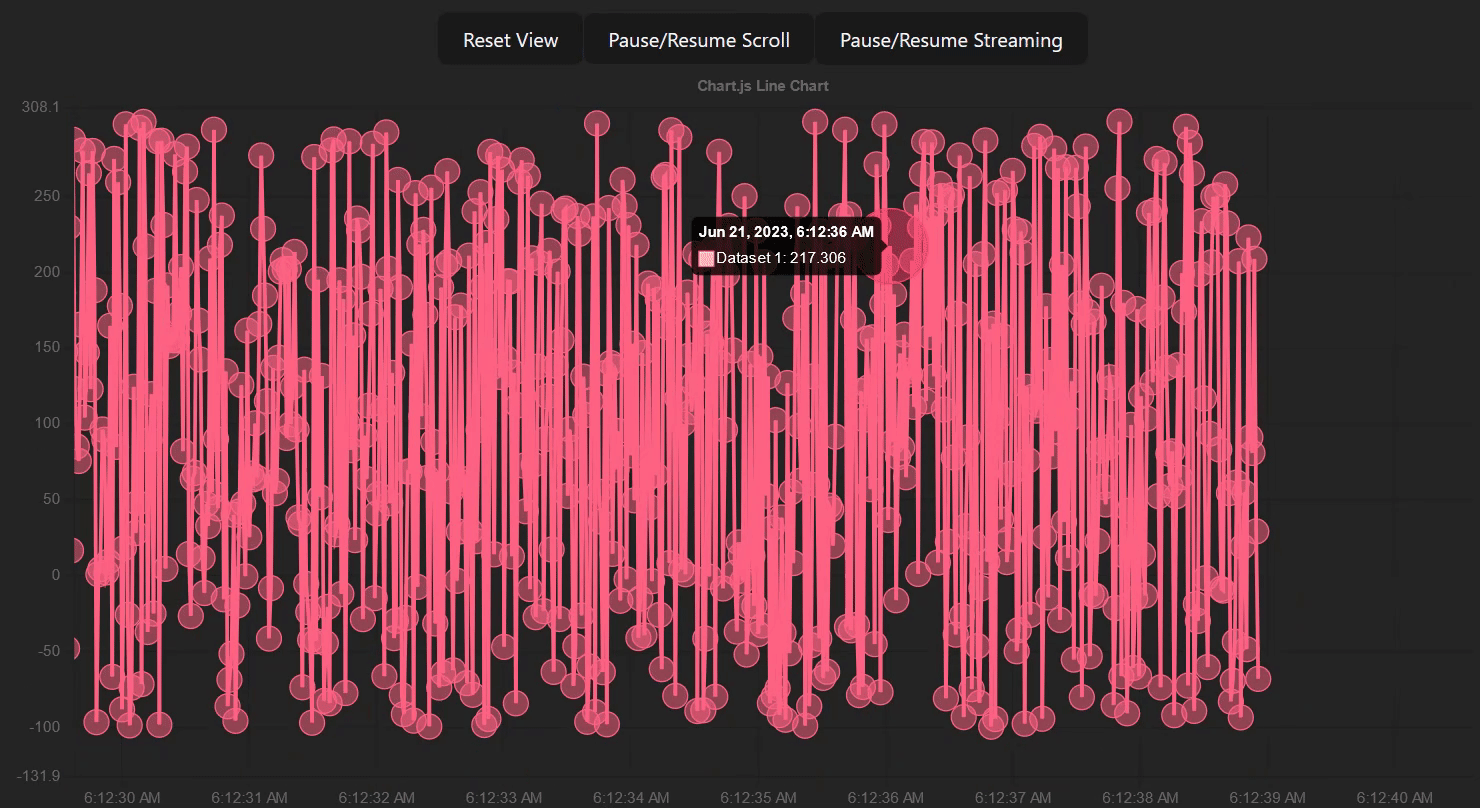 Reset View
Pause/Resume Scroll
Pause/Resume Streaming
Chart.js Line Chart
308.1
250
200
150
100
50
0
-50
-100
-131.9
Jun 21, 2023, 6:12:36 AM
Dataset 1: 217.306
6:12:30 AM
6:12:31 AM
6:12:32 AM
6:12:33 AM
6:12:34 AM
6:12:35 AM
6:12:36 AM
6:12:37 AM
6:12:38 AM
6:12:39 AM
6:12:40 AM